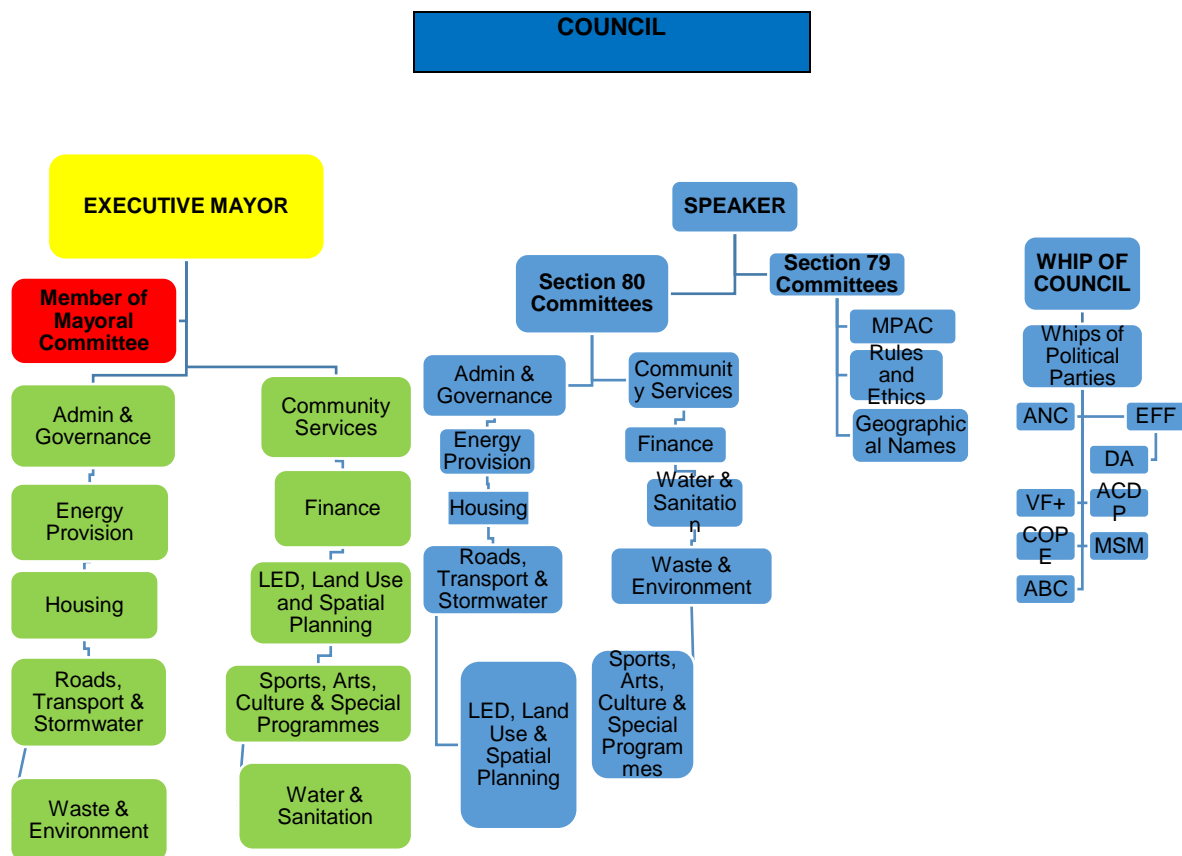 COUNCIL
EXECUTIVE MAYOR
Member of
Mayoral
Committee
Admin &
Governance
Energy
Provision
Housing
Roads,
Transport &
Stormwater
Waste &
Environment
Community
Services
Finance
LED, Land Use
and Spatial
Planning
Sports, Arts,
Culture & Special
Programmes
Water &
Sanitation
SPEAKER
Section 80
Committees
Admin &
Governance
Energy
Provision
Housing
Roads,
Transport &
Stormwater
LED, Land
Use &
Spatial
Planning
Communit
y Services
Finance
Water &
Sanitatio
n
Waste &
Environment
Sports,
Arts,
Culture &
Special
Program
mes
Section 79
Committees
MPAC
Rules
and
Ethics
Geographic
al Names
WHIP OF
COUNCIL
Whips of
Political
Parties
ANC
EFF
DA
VF+
ACD
P
COP
E
MSM
ABC